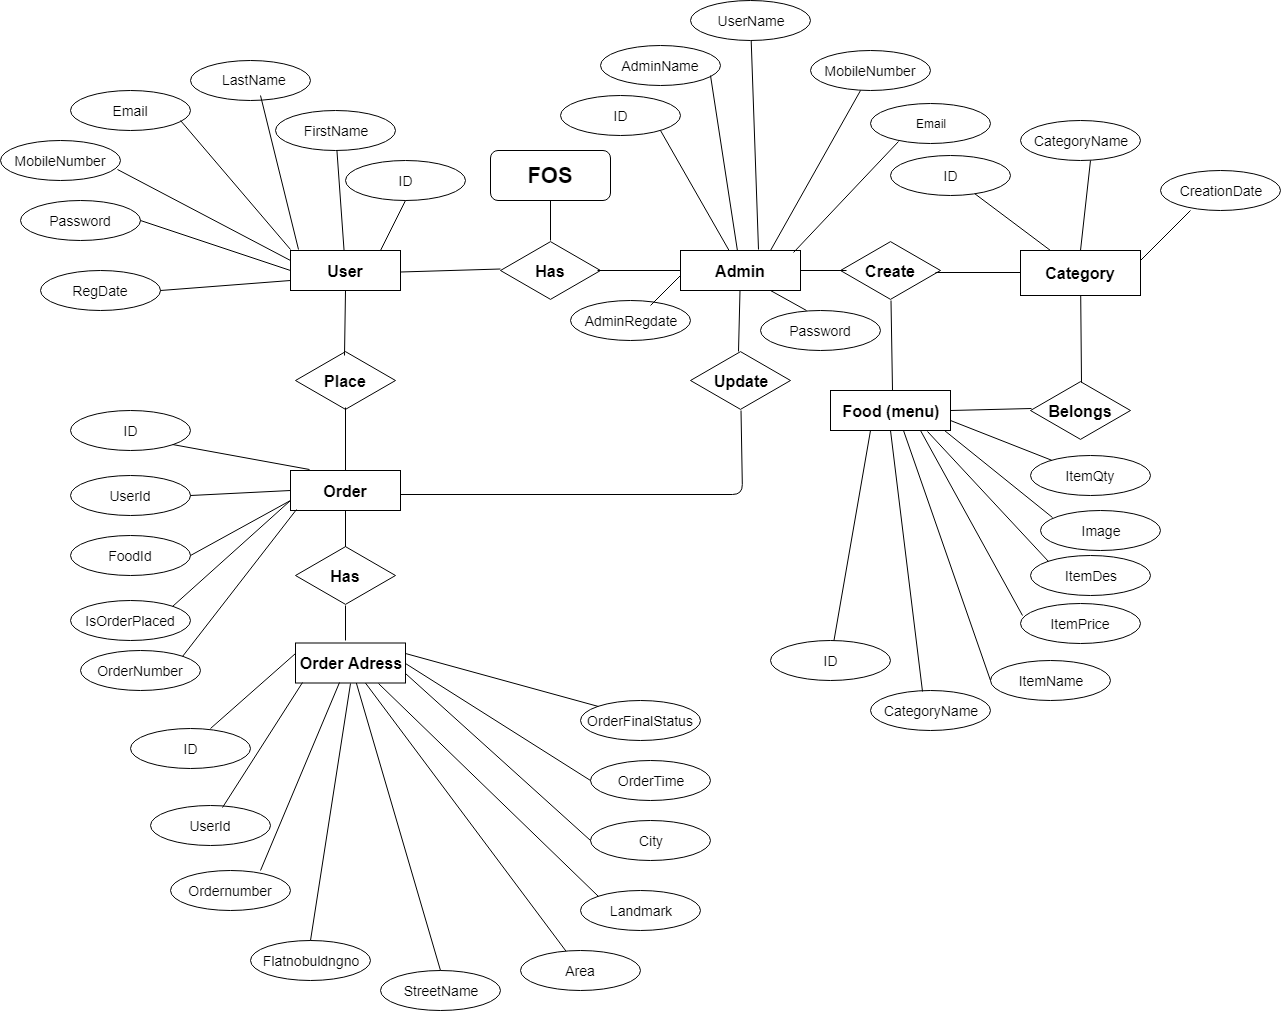 UserName
AdminName
MobileNumber
LastName
Email
ID
Email
FirstName
CategoryName
MobileNumber
FOS
ID
ID
CreationDate
Password
User
Has
Admin
Create
Category
RegDate
AdminRegdate
Password
Place
Update
Food (menu)
Belongs
ID
Order
UserId
ItemQty
FoodId
Image
Has
ItemDes
IsOrderPlaced
ItemPrice
OrderNumber
Order Adress
ID
ItemName
CategoryName
OrderFinalStatus
ID
OrderTime
UserId
City
Ordernumber
Landmark
Flatnobuldngno
Area
StreetName